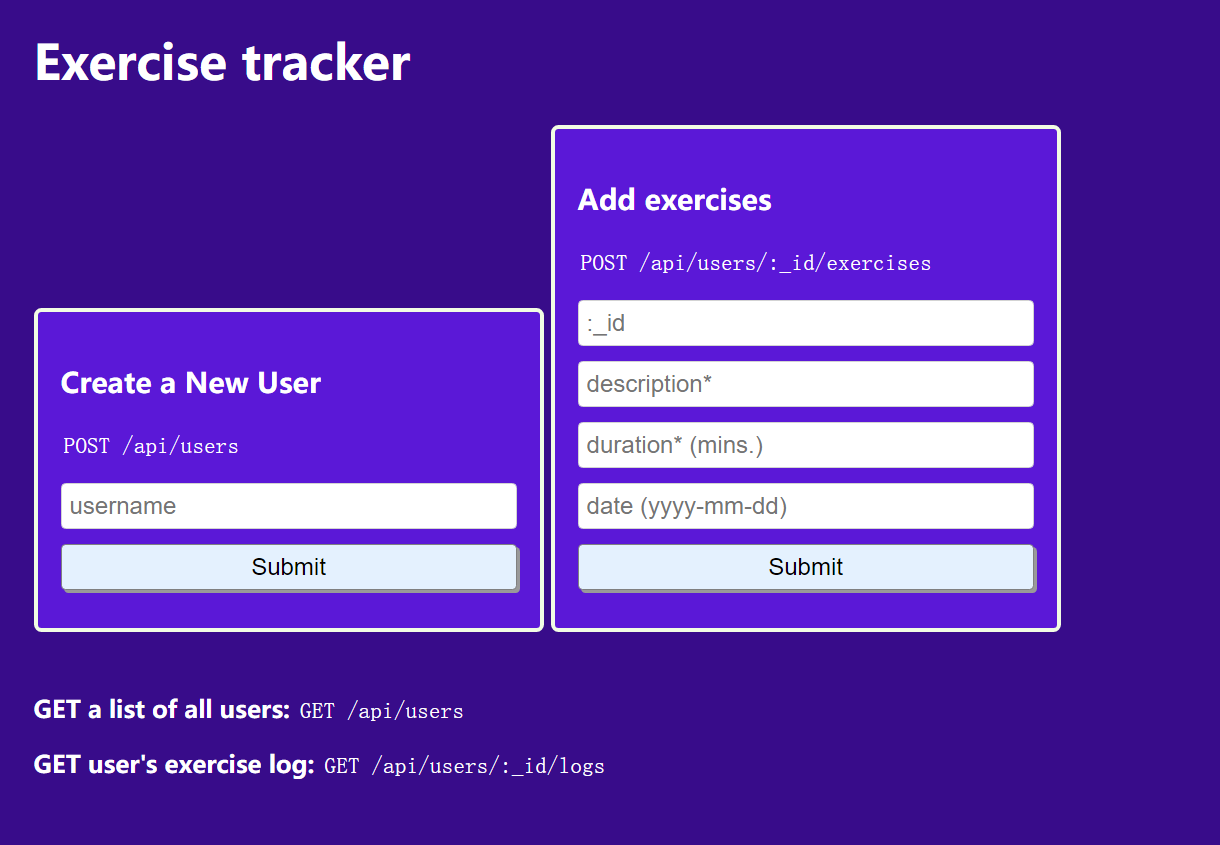 Exercise tracker
Create a New User
POST /api/users
username
Submit
Add exercises
POST /api/users/:_id/exercises
:_id
description*
duration* (mins.)
date (yyyy-mm-dd)
Submit
GET a list of all users: GET /api/users
GET user's exercise log: GET /api/users/:_id/logs